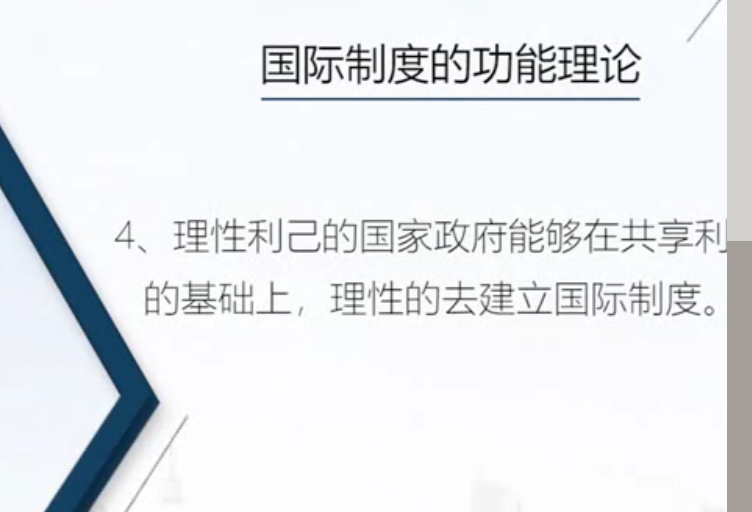 国际制度的功能理论
4、理性利己的国家政府能够在共享利
的基础上，理性的去建立国际制度。